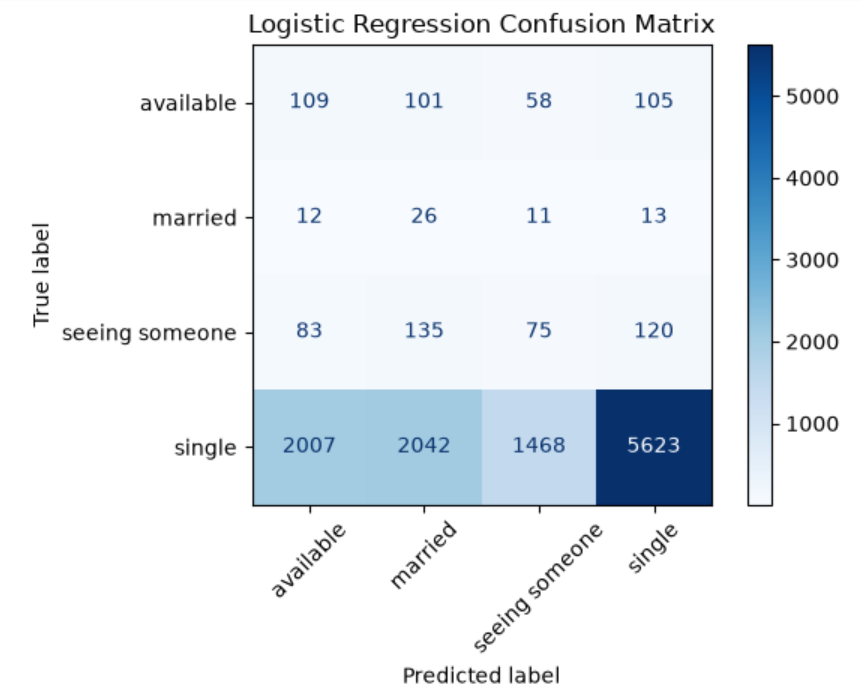 Logistic Regression Confusion Matrix
available 109 101 58 105
married 12 26 11 13
seeing someone 83 135 75 120
single 2007 2042 1468 5623
available married seeing someone single
Predicted label
True label
5000
4000
3000
2000
1000